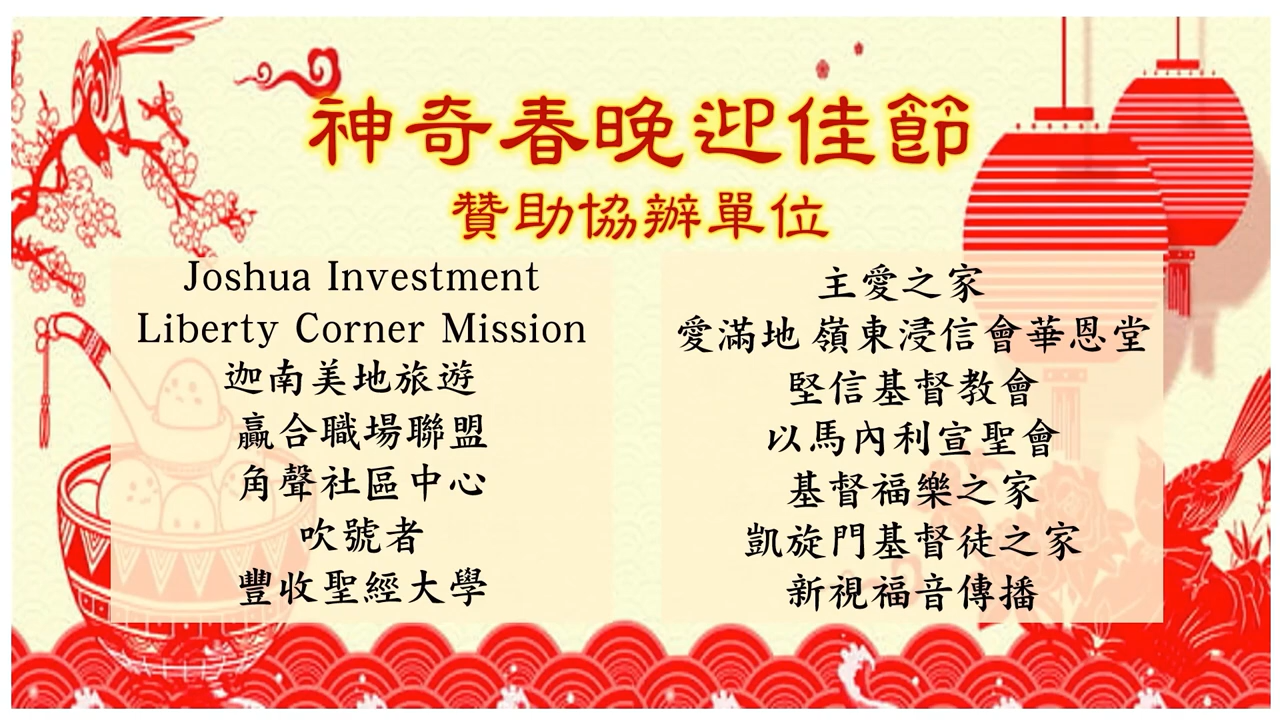 神奇春晚迎佳節
贊助協辦單位
Joshua Investment
Liberty Corner Mission
迦南美地旅遊
贏合職場聯盟
角聲社區中心
吹號者
豐收聖經大學
主愛之家
愛滿地 嶺東浸信會華恩堂
堅信基督教會
以馬內利宣聖會
基督福樂之家
凱旋門基督徒之家
新視福音傳播